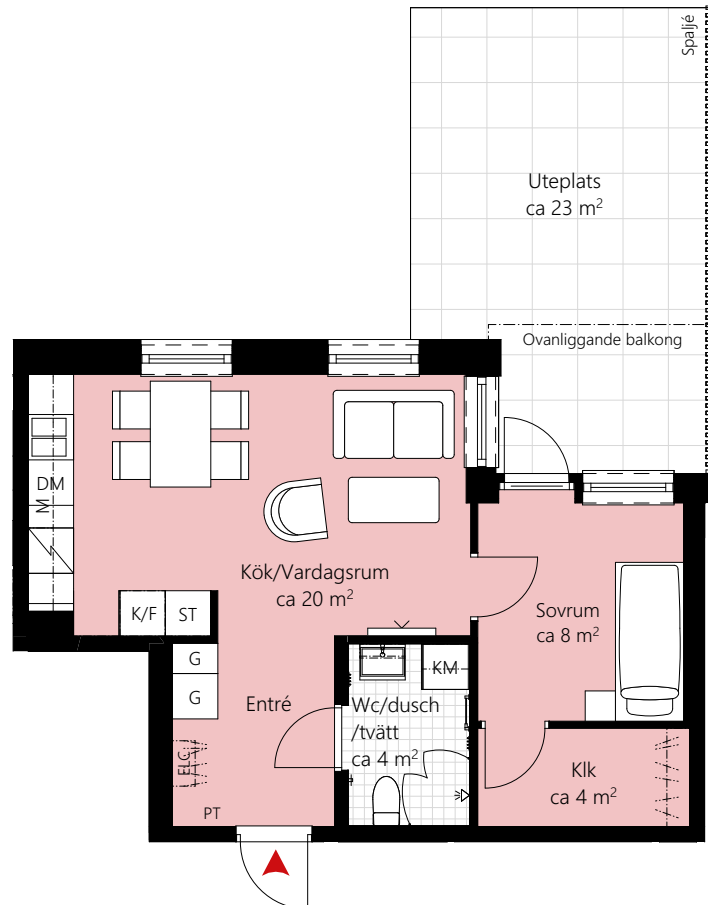 Spaljé
Uteplats
ca 23 m²
Ovanliggande balkong
DM
M
Kök/Vardagsrum
ca 20 m²
K/F
ST
Sovrum
ca 8 m²
G
G
Entré
KM
Wc/dusch
/tvätt
ca 4 m²
ELC
PT
Klk
ca 4 m²